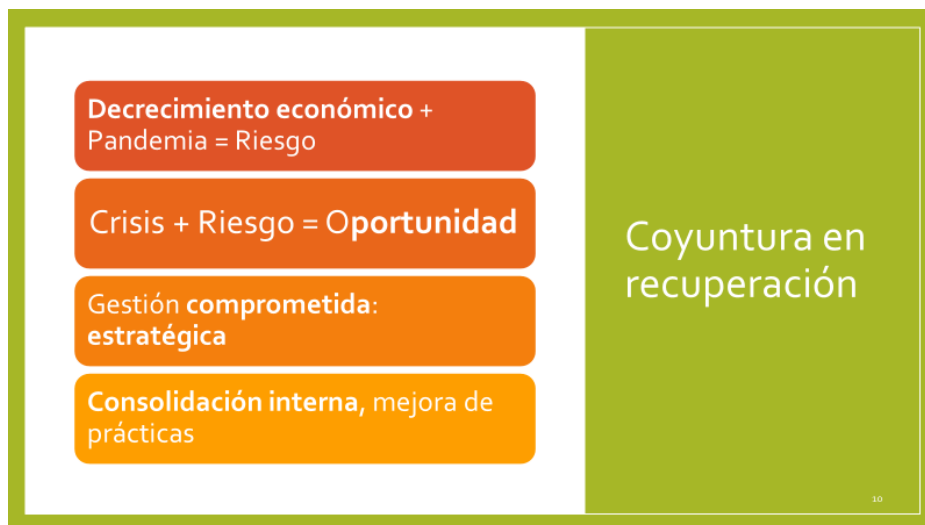 Decrecimiento económico +
Pandemia = Riesgo
Crisis + Riesgo = Oportunidad
Gestión comprometida:
estratégica
Consolidación interna, mejora de
prácticas
Coyuntura en
recuperación
10